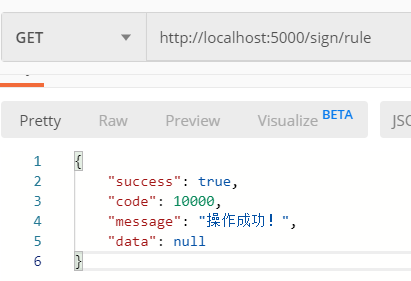 GET http://localhost:5000/sign/rule
Pretty Raw Preview Visualize BETA JSC
1 {
2 "success": true,
3 "code": 10000,
4 "message": "操作成功！",
5 "data": null
6 }